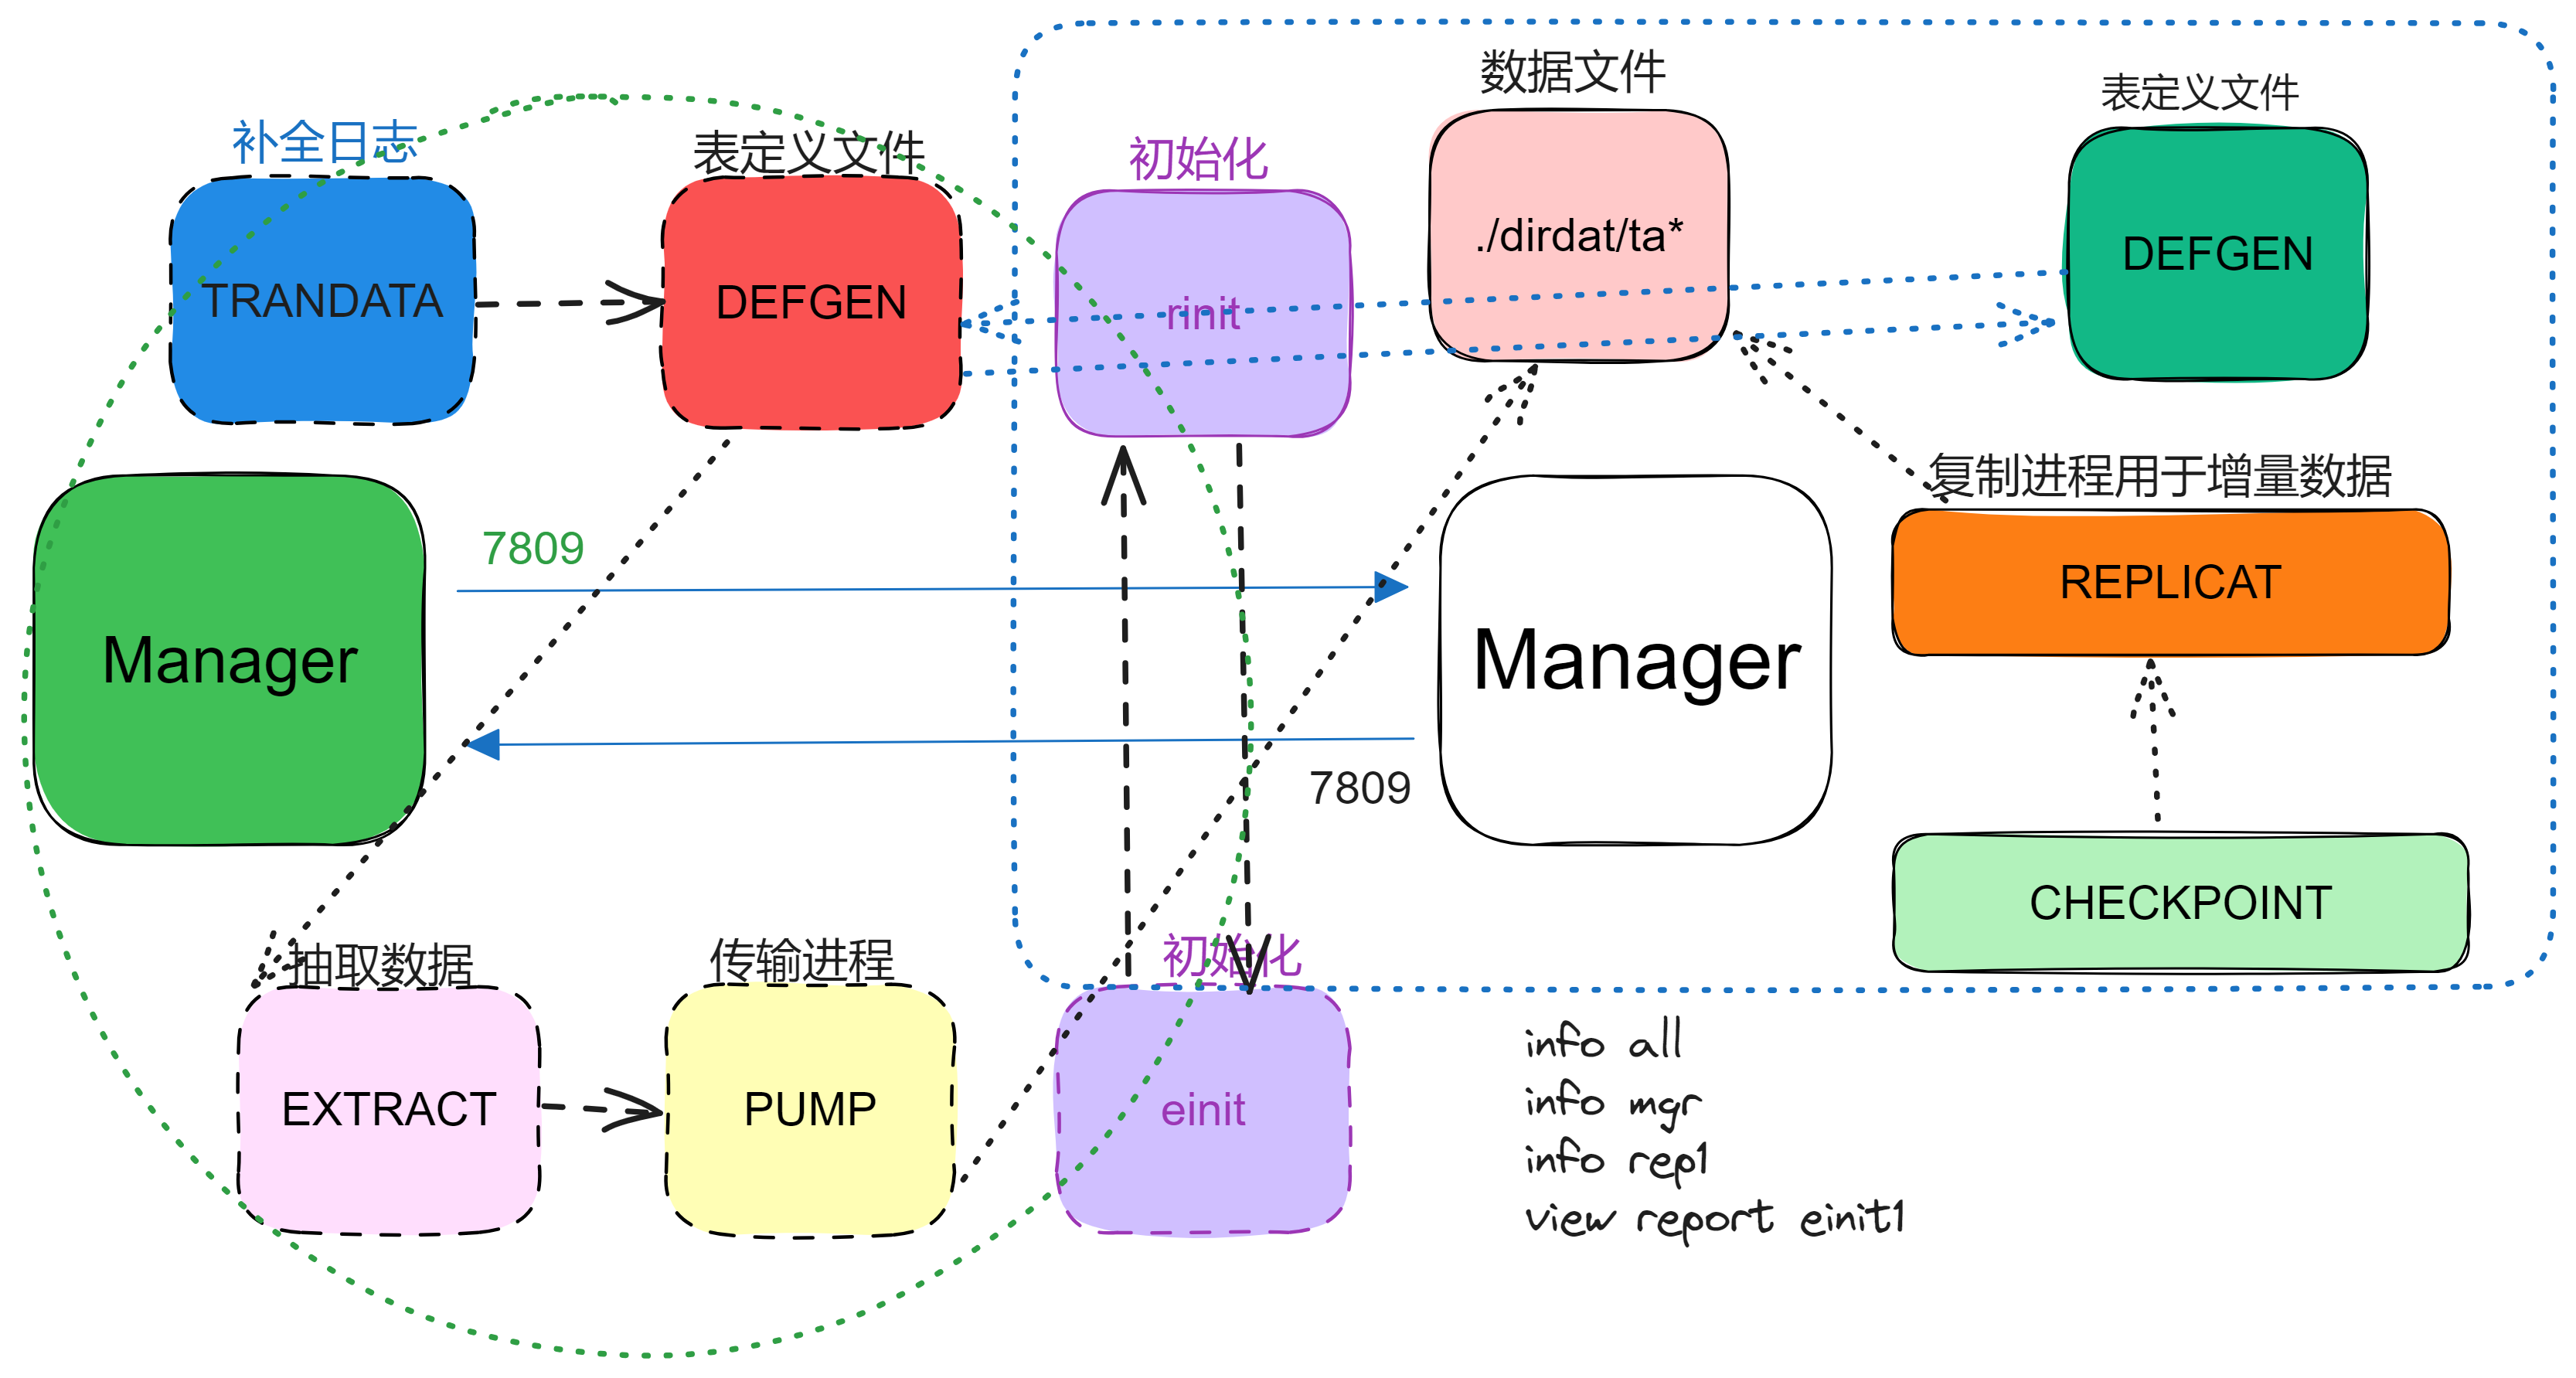 数据文件
表定义文件
补全日志
表定义文件
初始化
./dirdat/ta*
DEFGEN
TRANDATA
DEFGEN
rinit
复制进程用于增量数据
7809
REPLICAT
Manager
Manager
7809
CHECKPOINT
抽取数据
传输进程
初始化
EXTRACT
PUMP
einit
info all
info mgr
info rep1
view report einit1